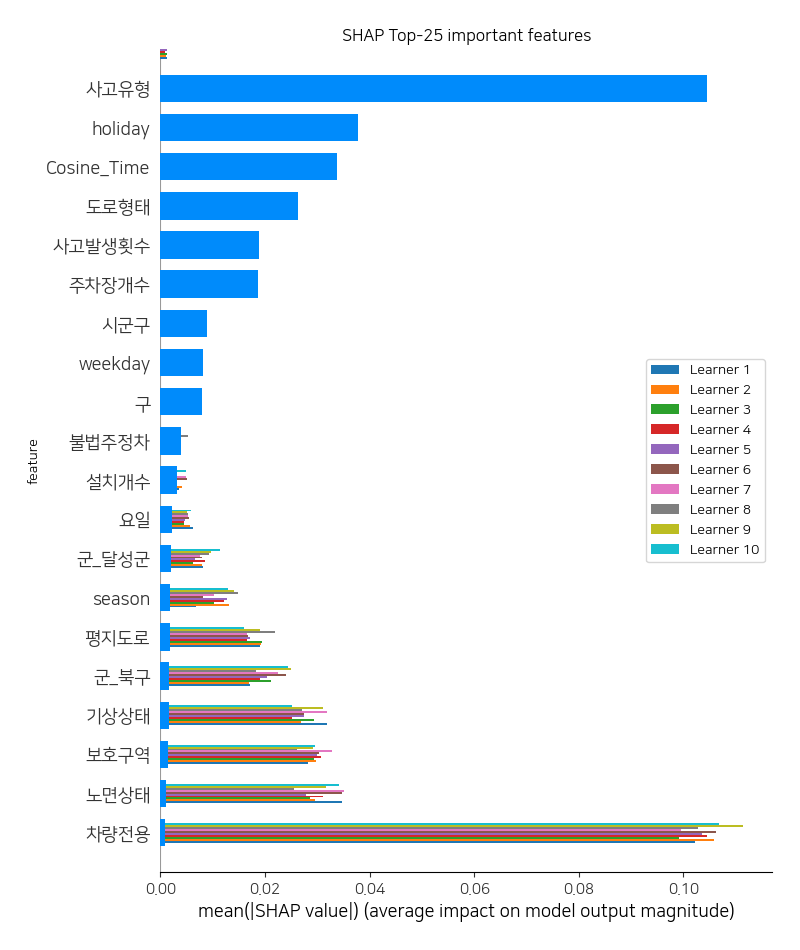 SHAP Top-25 important features
사고유형
holiday
Cosine_Time
도로형태
사고발생횟수
주차장개수
시군구
weekday
구
불법주정차
설치개수
요일
군_달성군
season
평지도로
군_북구
기상상태
보호구역
노면상태
차량전용
feature
Learner 1
Learner 2
Learner 3
Learner 4
Learner 5
Learner 6
Learner 7
Learner 8
Learner 9
Learner 10
0.00 0.02 0.04 0.06 0.08 0.10
mean(|SHAP value|) (average impact on model output magnitude)